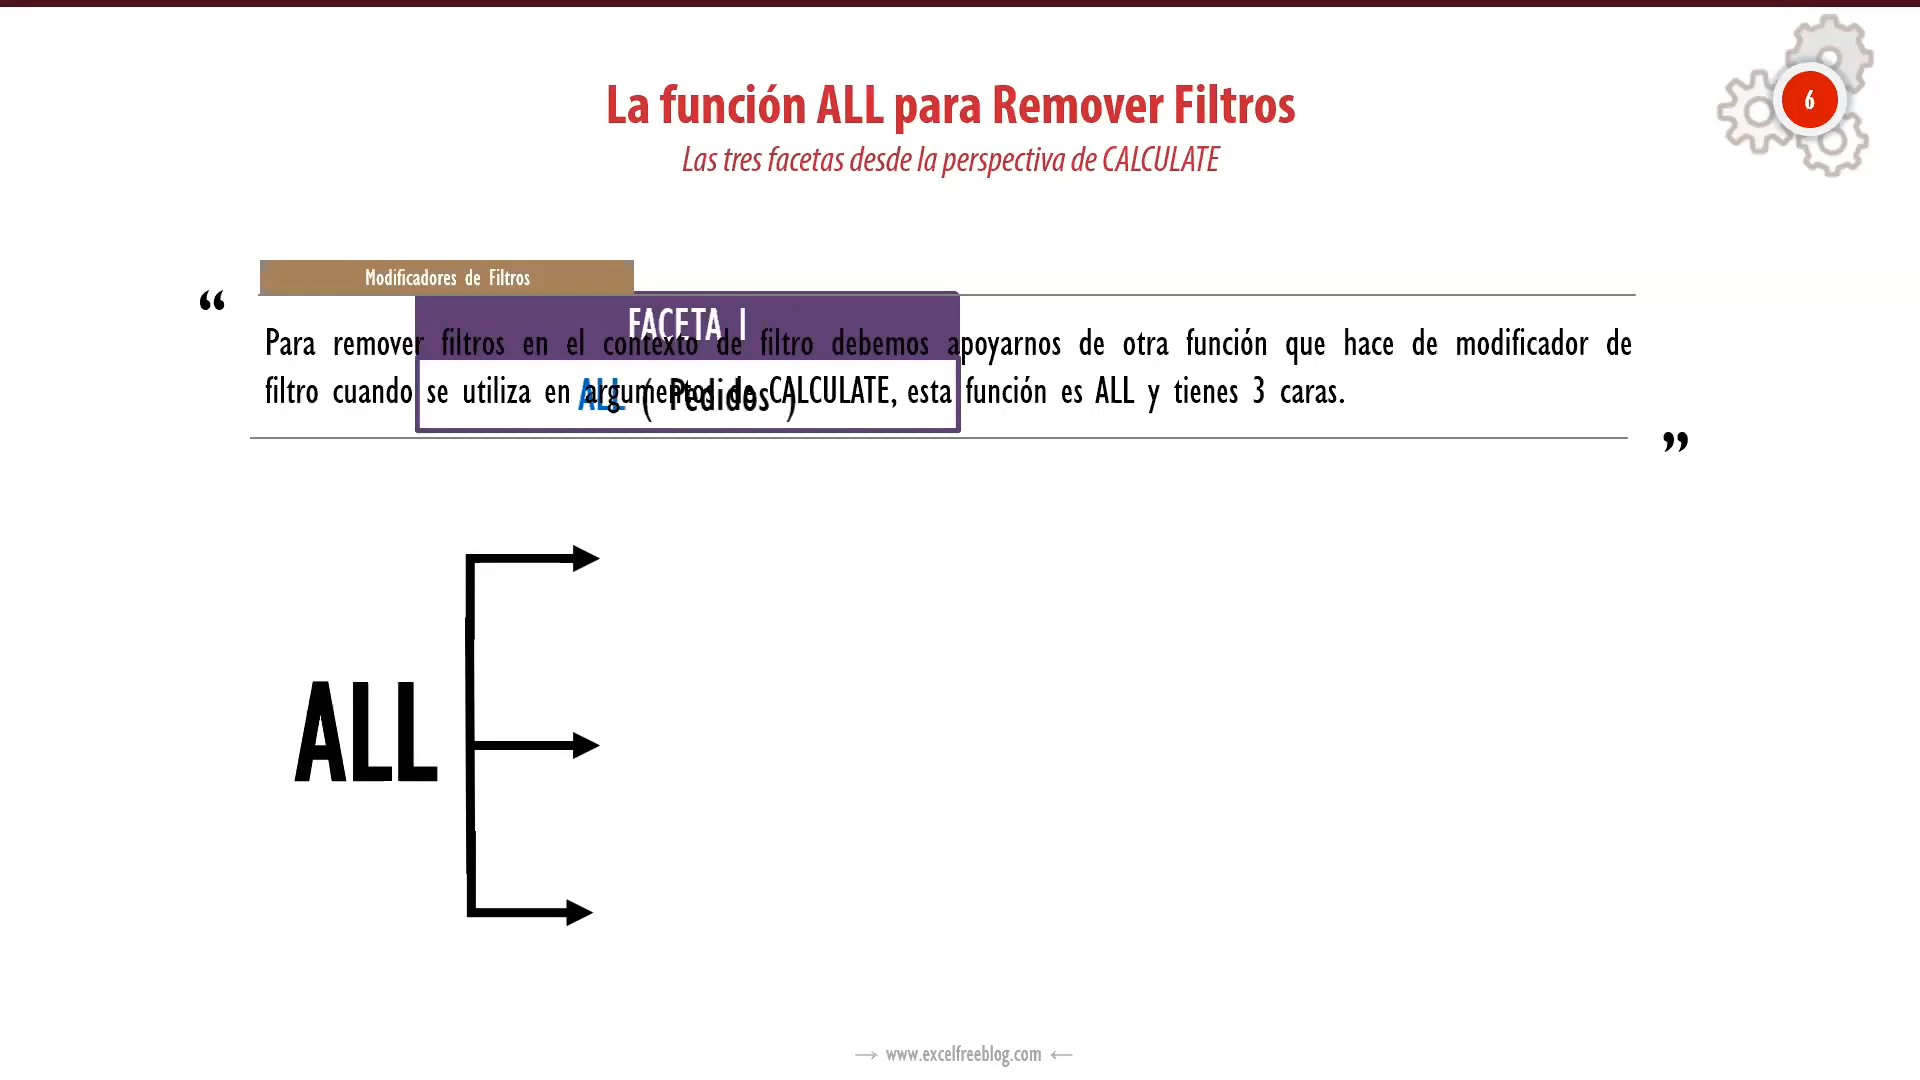 La función ALL para Remover Filtros
6
Las tres facetas desde la perspectiva de CALCULATE
Modificadores de Filtros
“
FACETA 1
Para remover filtros en el contexto de filtro debemos apoyarnos de otra función que hace de modificador de
filtro cuando se utiliza en argumentos de CALCULATE, esta función es ALL y tienes 3 caras.
ALL ( Pedidos )
”
ALL
→ www.excelfreeblog.com ←